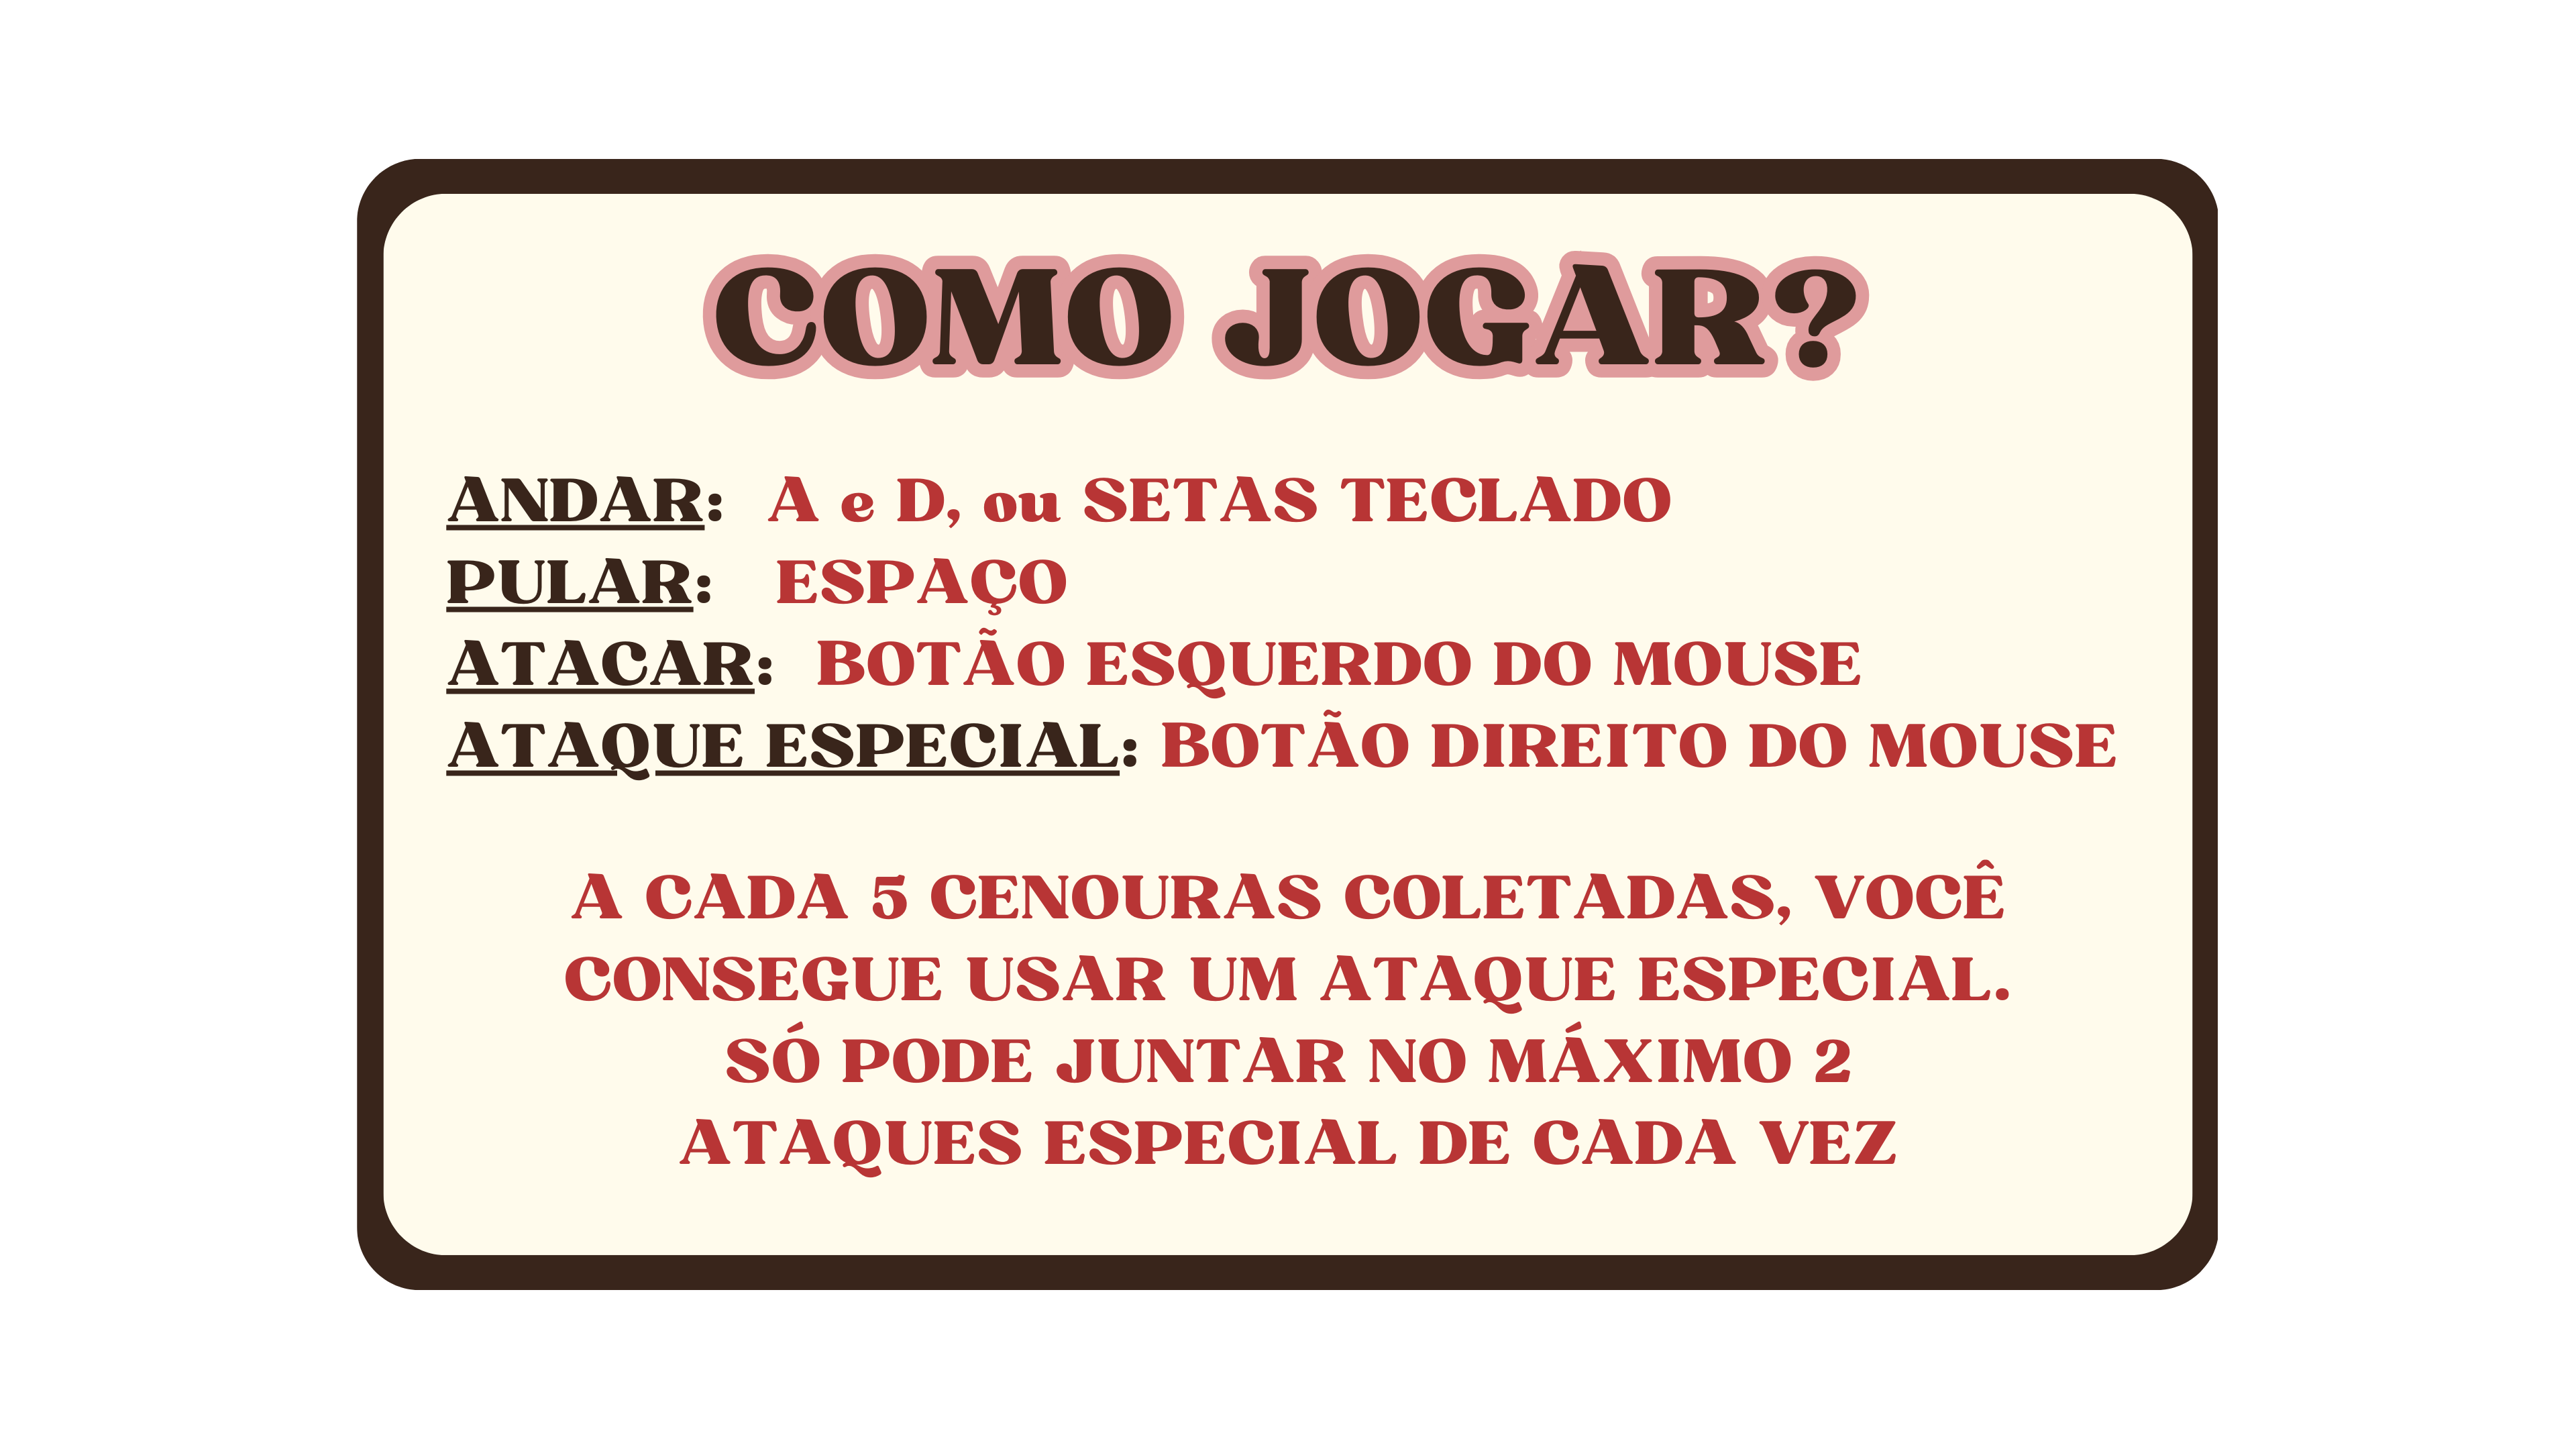 COMO JOGAR?
ANDAR: A e D, ou SETAS TECLADO
PULAR: ESPAÇO
ATACAR: BOTÃO ESQUERDO DO MOUSE
ATAQUE ESPECIAL: BOTÃO DIREITO DO MOUSE
A CADA 5 CENOURAS COLETADAS, VOCÊ
CONSEGUE USAR UM ATAQUE ESPECIAL.
SÓ PODE JUNTAR NO MÁXIMO 2
ATAQUES ESPECIAL DE CADA VEZ